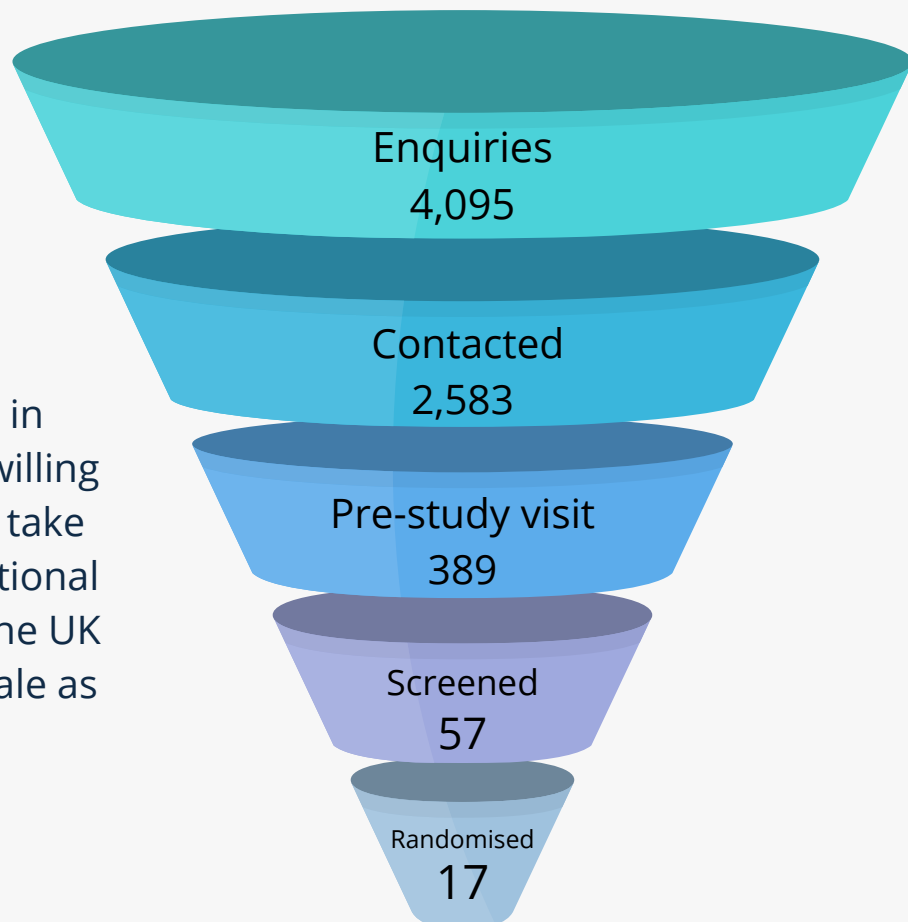 Enquiries
4,095
Contacted
2,583
in
willing
take
tional
he UK
ale as
Pre-study visit
389
Screened
57
Randomised
17